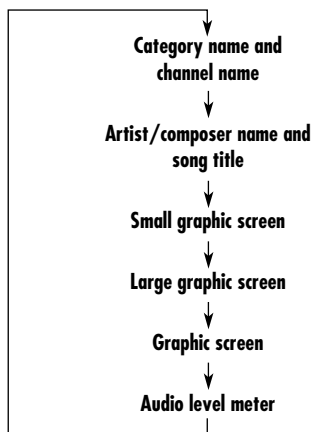 Category name and
channel name
Artist/composer name and
song title
Small graphic screen
Large graphic screen
Graphic screen
Audio level meter